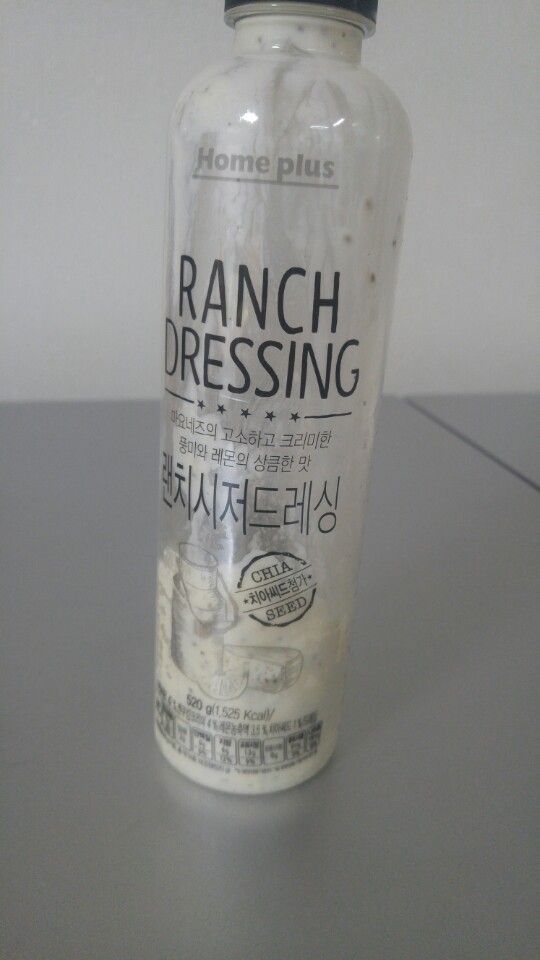 Home plus
RANCH
DRESSING
마요네즈의 고소하고 크리미한
풍미와 레몬의 상큼한 맛
랜치시저드레싱
CHIA
치아씨드첨가
SEED
520 g(1,525 Kcal)/